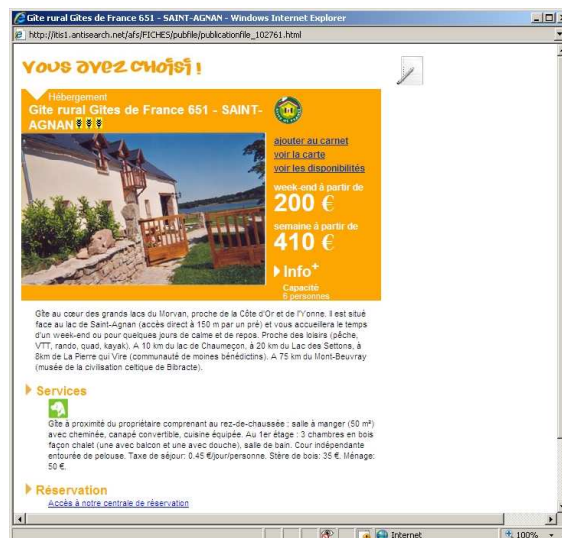 Gîte rural Gîtes de France 651 - SAINT-AGNAN - Windows Internet Explorer
http://itis1.antisearch.net/afs/FICHES/pubfile/publicationfile_102761.html
Vous avez choisi !
Hébergement
Gîte rural Gîtes de France 651 - SAINT-
AGNAN
ajouter au carnet
voir la carte
voir les disponibilités
week-end à partir de
200 €
semaine à partir de
410 €
Info+
Capacité
6 personnes
Gîte au cœur des grands lacs du Morvan, proche de la Côte d'Or et de l'Yonne. Il est situé
face au lac de Saint-Agnan (accès direct à 150 m par un pré) et vous accueillera le temps
d'un week-end ou pour quelques jours de calme et de repos. Proche des loisirs (pêche,
VTT, rando, quad, kayak). A 10 km du lac de Chaumeçon, à 20 km du Lac des Settons, à
8km de La Pierre qui Vire (communauté de moines bénédictins). A 75 km du Mont-Beuvray
(musée de la civilisation celtique de Bibracte).
Services
Gîte à proximité du propriétaire comprenant au rez-de-chaussée : salle à manger (50 m²)
avec cheminée, canapé convertible, cuisine équipée. Au 1er étage : 3 chambres en bois
façon chalet (une avec balcon et une avec douche), salle de bain. Cour indépendante
entourée de pelouse. Taxe de séjour: 0.45 €/jour/personne. Stère de bois: 35 €. Ménage:
50 €.
Réservation
Accès à notre centrale de réservation
Internet
100%